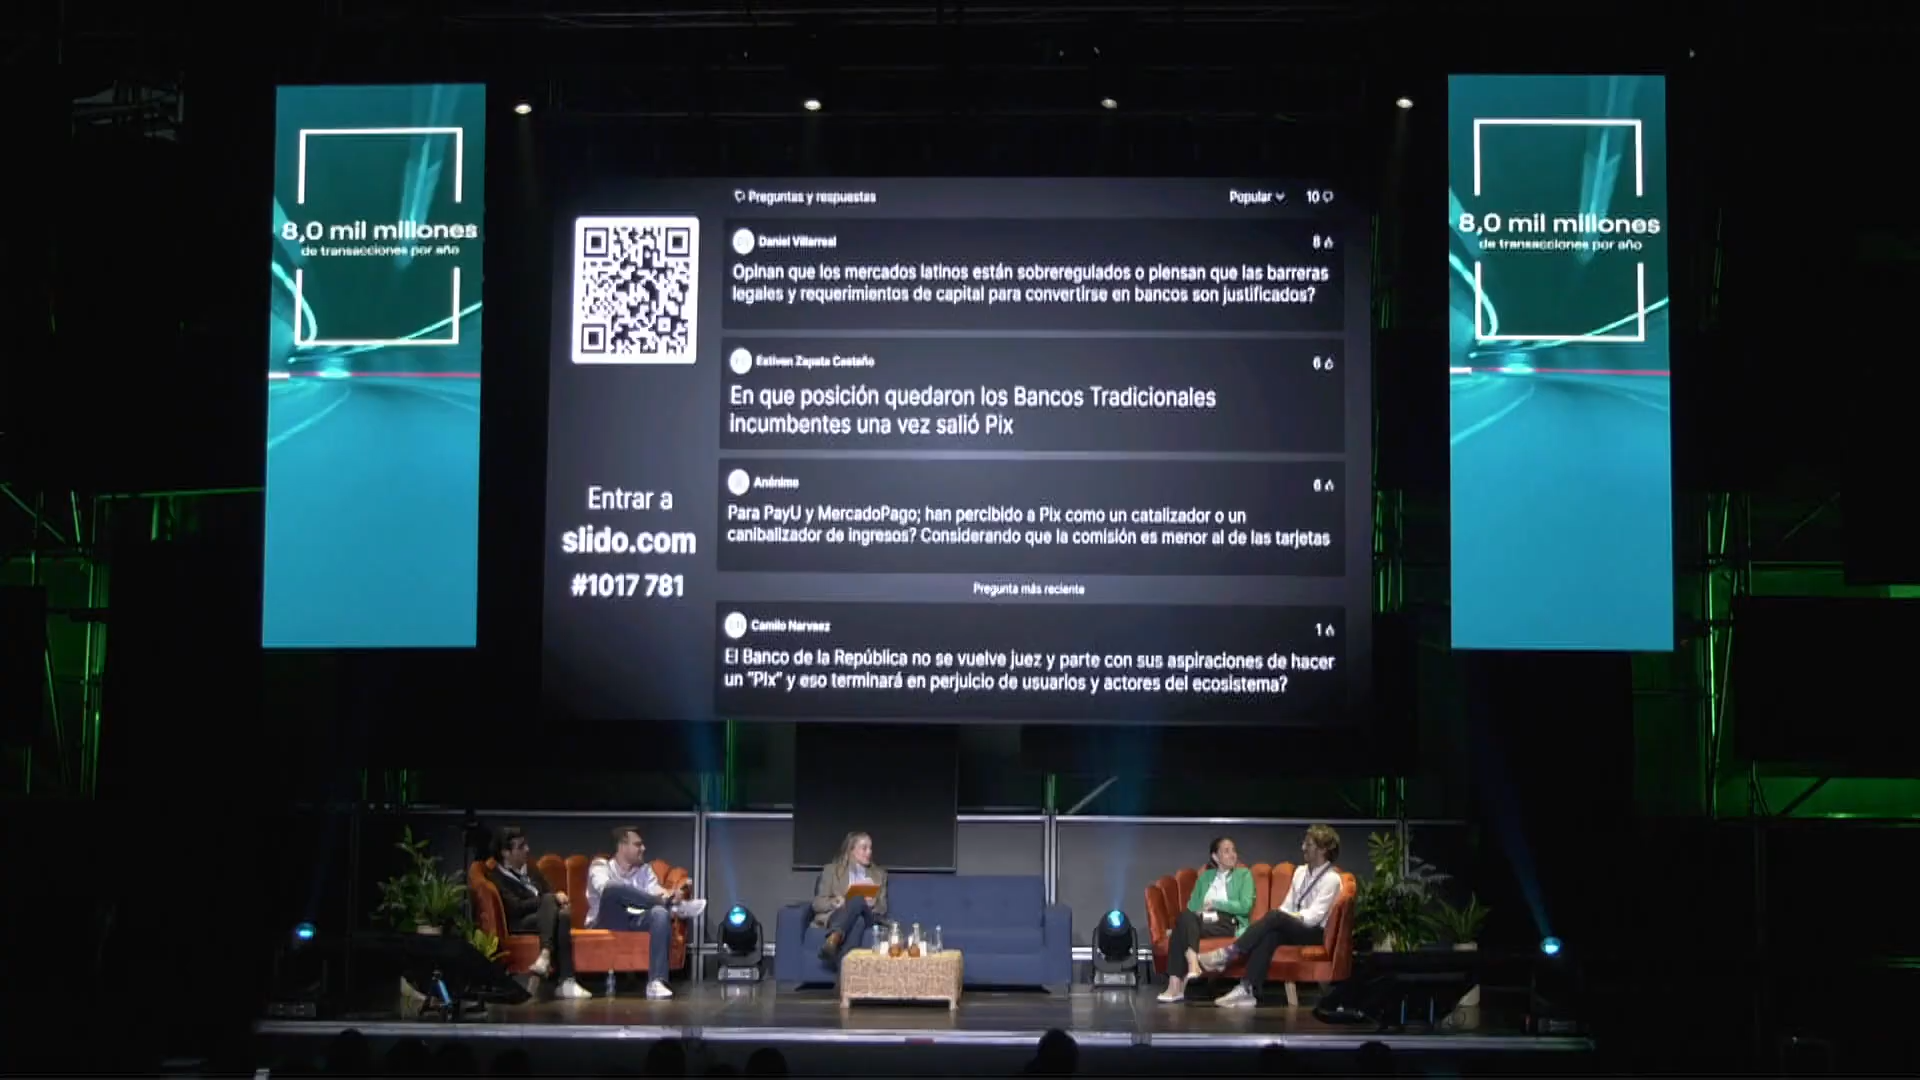 8,0 mil millones
de transacciones por año
Preguntas y respuestas
Popular
10
Daniel Villarreal
8
Opinan que los mercados latinos están sobreregulados o piensan que las barreras
legales y requerimientos de capital para convertirse en bancos son justificados?
Estiven Zapata Castaño
6
En que posición quedaron los Bancos Tradicionales
incumbentes una vez salió Pix
Anónimo
6
Para PayU y MercadoPago; han percibido a Pix como un catalizador o un
canibalizador de ingresos? Considerando que la comisión es menor al de las tarjetas
Pregunta más reciente
Camilo Narvaez
1
El Banco de la República no se vuelve juez y parte con sus aspiraciones de hacer
un "Pix" y eso terminará en perjuicio de usuarios y actores del ecosistema?
Entrar a
slido.com
#1017 781
8,0 mil millones
de transacciones por año